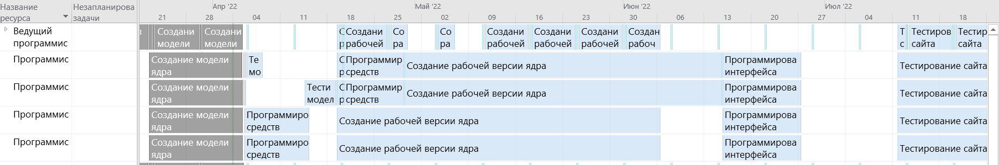 Название ресурса
Незапланирова задачи
Апр '22 Май '22 Июн '22 Июл '22
21 28 04 11 18 25 02 09 16 23 30 06 13 20 27 04 11 18
Ведущий программис
Создани модели
Создани модели
С р
Создани рабочей
Со ра
Со ра
Создани рабочей
Создани рабочей
Создани рабочей
Создан рабоч
Т с
Тестиров сайта
Тестир сайта
Программис
Создание модели ядра
Те мо
С р
Программир средств
Создание рабочей версии ядра
Программирова интерфейса
Тестирование сайта
Программис
Создание модели ядра
Тести модел
С р
Программир средств
Создание рабочей версии ядра
Программирова интерфейса
Тестирование сайта
Программис
Создание модели ядра
Программиро средств
Создание рабочей версии ядра
Программирова интерфейса
Тестирование сайта
Программис
Создание модели ядра
Программиро средств
Создание рабочей версии ядра
Программирова интерфейса
Тестирование сайта